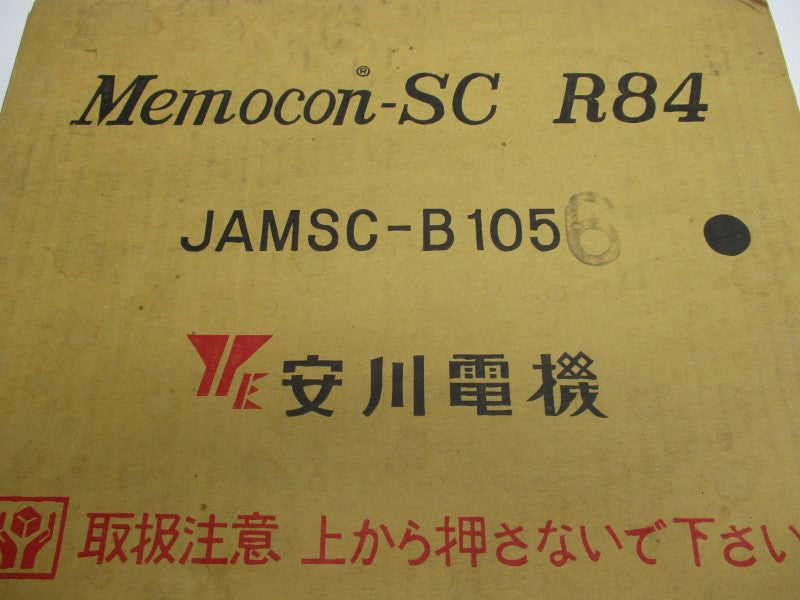 Memocon®-SC R84
JAMSC-B1056
YE 安川電機
取扱注意 上から押さないで下さい